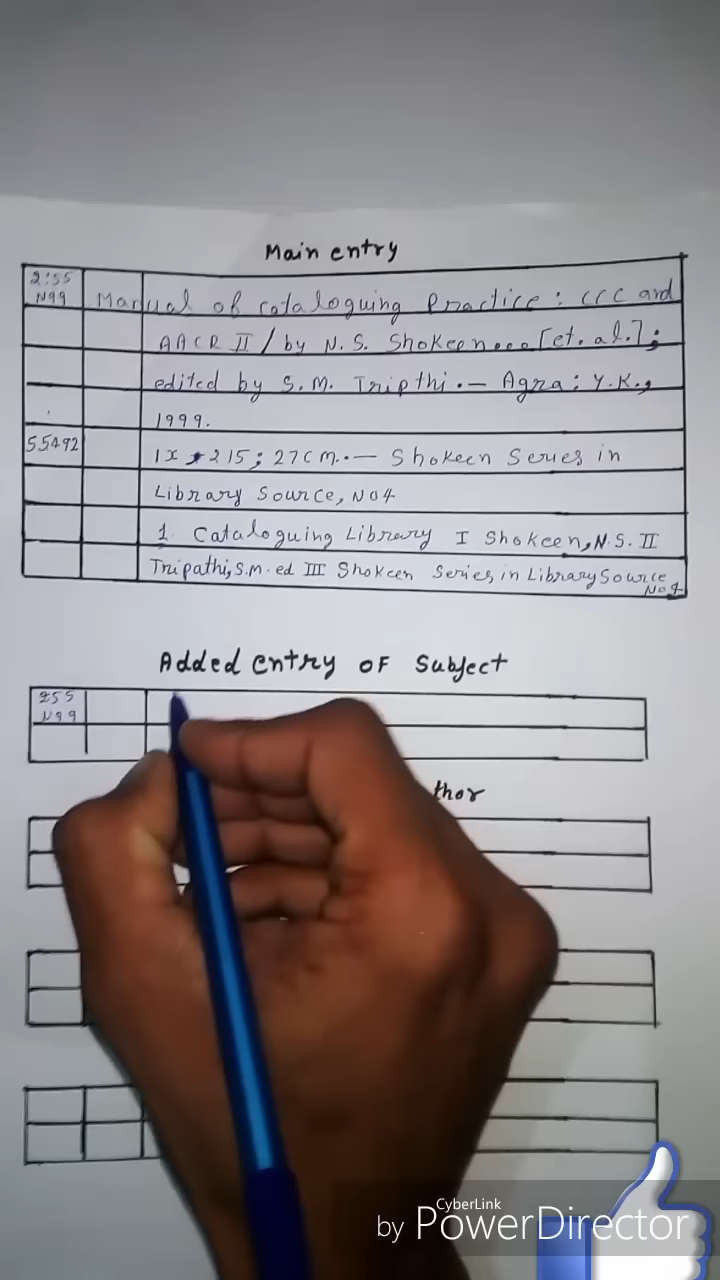 Main entry
2:55
N99 Manual of cataloguing Practice: CCC and
AACR II / by N. S. Shokeen... [et. al.];
edited by S. M. Tripthi. — Agra: Y.K.,
1999.
55492 ix, 215; 27cm. — Shokeen Series in
Library Source, No4
1. Cataloguing Library I Shokeen, N.S. II
Tripathi, S.M. ed III Shokeen Series, in Library Source
No4
Added entry of Subject
255
N99
thor
CyberLink
by PowerDirector